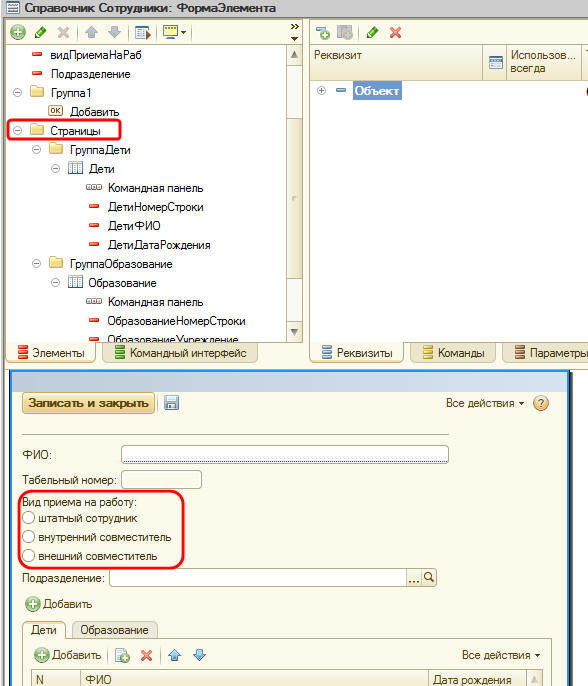 Справочник Сотрудники: ФормаЭлемента
видПриемаНаРаб
Подразделение
Группа1
OK Добавить
Страницы
ГруппаДети
Дети
Командная панель
ДетиНомерСтроки
ДетиФИО
ДетиДатаРождения
ГруппаОбразование
Образование
Командная панель
ОбразованиеНомерСтроки
ОбразованиеУчреждение
Элементы
Командный интерфейс
Реквизит
Использов...
всегда
Объект
Реквизиты
Команды
Параметры
Записать и закрыть
Все действия
?
ФИО:
Табельный номер:
Вид приема на работу:
штатный сотрудник
внутренний совместитель
внешний совместитель
Подразделение:
...
Добавить
Дети
Образование
Добавить
Все действия
N
ФИО
Дата рождения